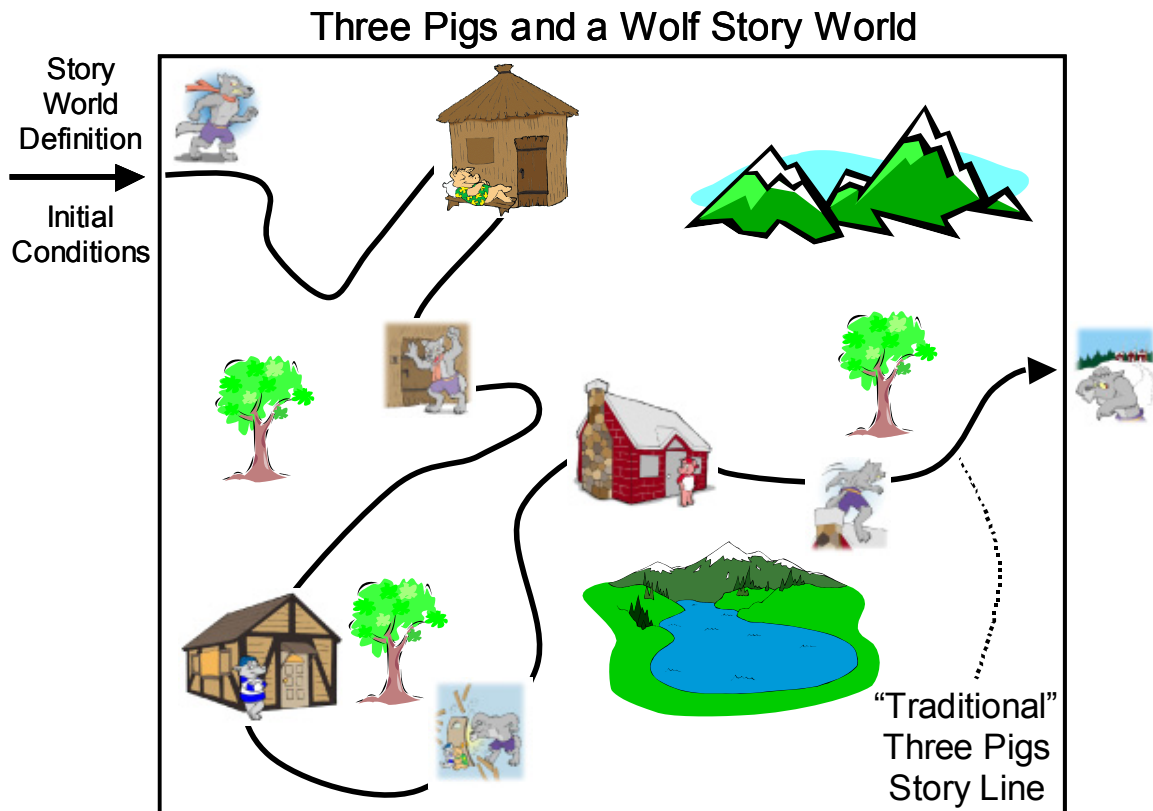 Three Pigs and a Wolf Story World
Story
World
Definition
Initial
Conditions
“Traditional”
Three Pigs
Story Line